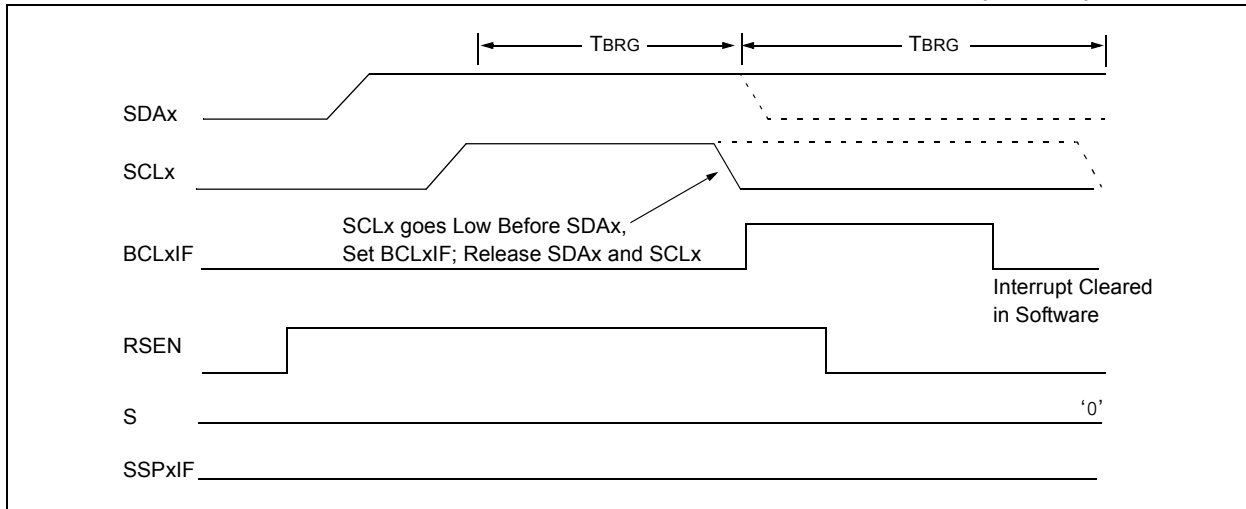 TBRG TBRG
SDAx
SCLx
SCLx goes Low Before SDAx,
Set BCLxIF; Release SDAx and SCLx
BCLxIF
Interrupt Cleared
in Software
RSEN
S
‘0’
SSPxIF